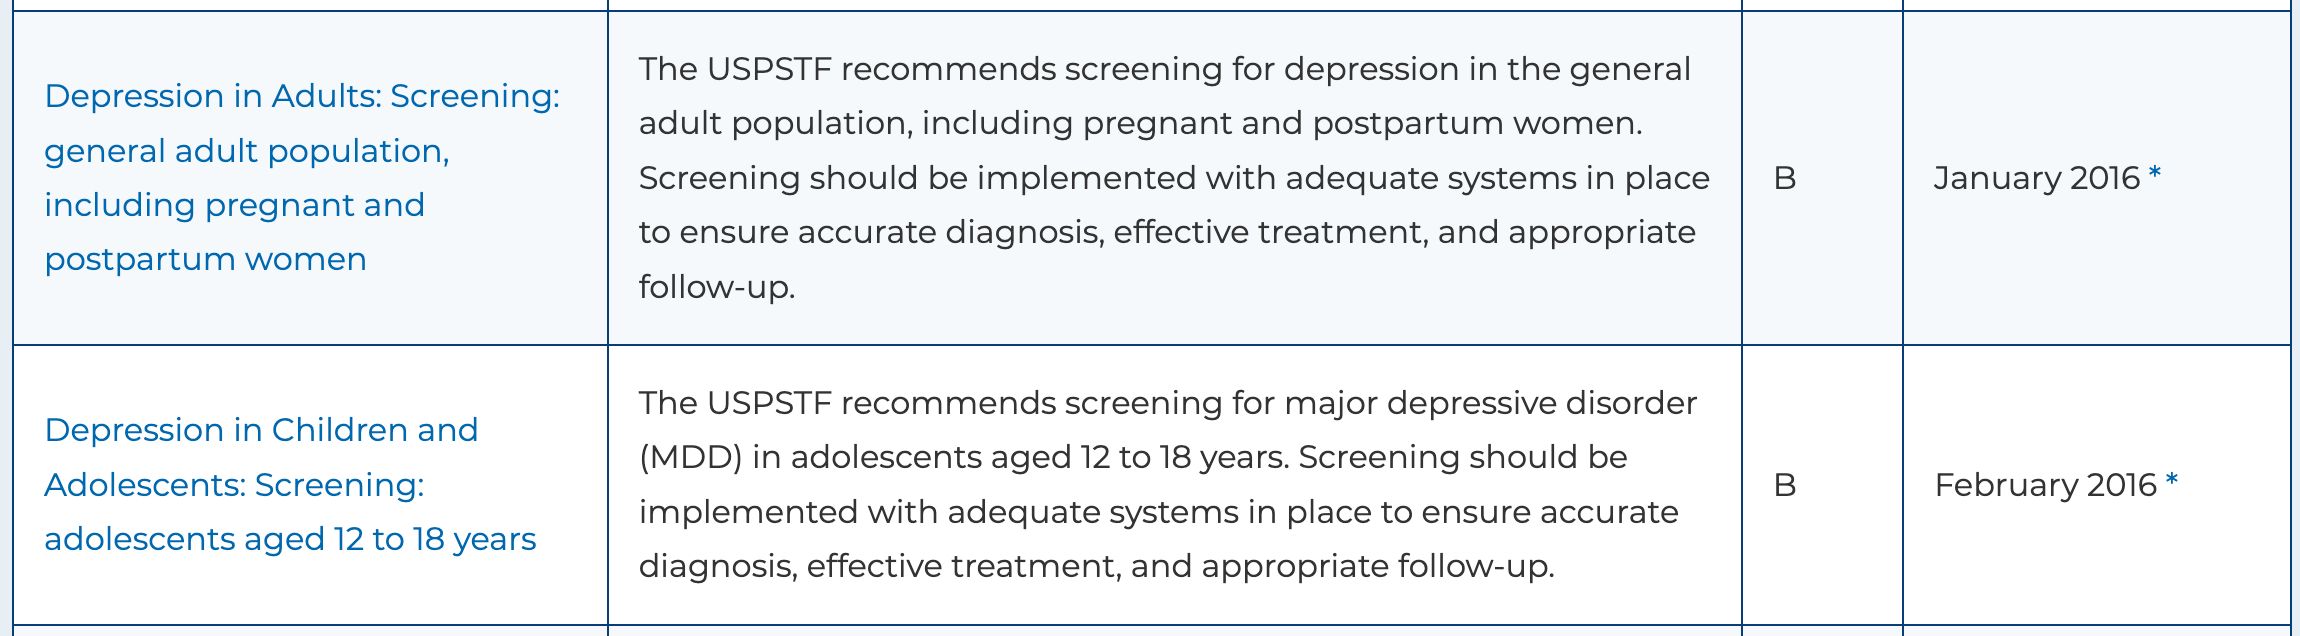 Depression in Adults: Screening:
general adult population,
including pregnant and
postpartum women
The USPSTF recommends screening for depression in the general
adult population, including pregnant and postpartum women.
Screening should be implemented with adequate systems in place
to ensure accurate diagnosis, effective treatment, and appropriate
follow-up.
B
January 2016 *
Depression in Children and
Adolescents: Screening:
adolescents aged 12 to 18 years
The USPSTF recommends screening for major depressive disorder
(MDD) in adolescents aged 12 to 18 years. Screening should be
implemented with adequate systems in place to ensure accurate
diagnosis, effective treatment, and appropriate follow-up.
B
February 2016 *